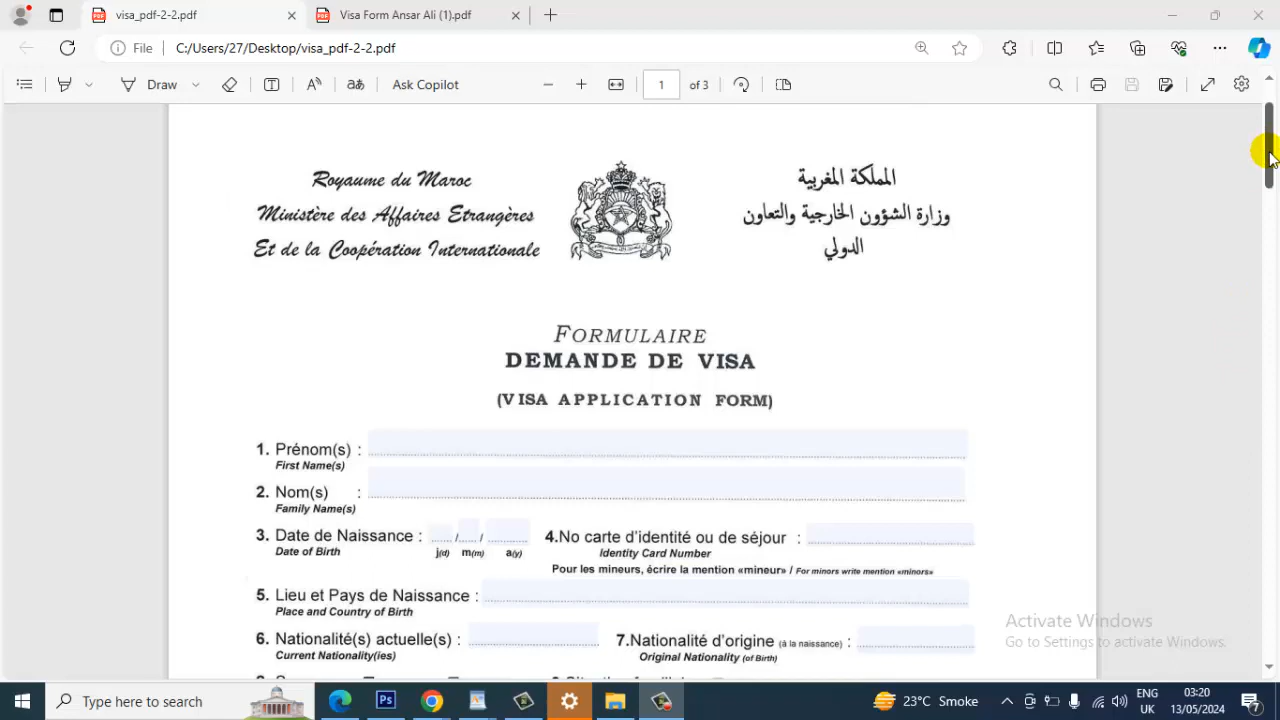 visa_pdf-2-2.pdf
Visa Form Ansar Ali (1).pdf
File C:/Users/27/Desktop/visa_pdf-2-2.pdf
Draw
Ask Copilot
1 of 3
Royaume du Maroc
Ministère des Affaires Etrangères
Et de la Coopération Internationale
المملكة المغربية
وزارة الشؤون الخارجية والتعاون
الدولي
FORMULAIRE
DEMANDE DE VISA
(VISA APPLICATION FORM)
1. Prénom(s) :
First Name(s)
2. Nom(s) :
Family Name(s)
3. Date de Naissance : / / 4.No carte d'identité ou de séjour :
Date of Birth j(d) m(m) a(y) Identity Card Number
Pour les mineurs, écrire la mention «mineur» / For minors write mention «minors»
5. Lieu et Pays de Naissance :
Place and Country of Birth
6. Nationalité(s) actuelle(s) : 7.Nationalité d'origine (à la naissance) :
Current Nationality(ies) Original Nationality (of Birth)
Activate Windows
Go to Settings to activate Windows.
Type here to search
23°C Smoke
ENG
UK
03:20
13/05/2024
7